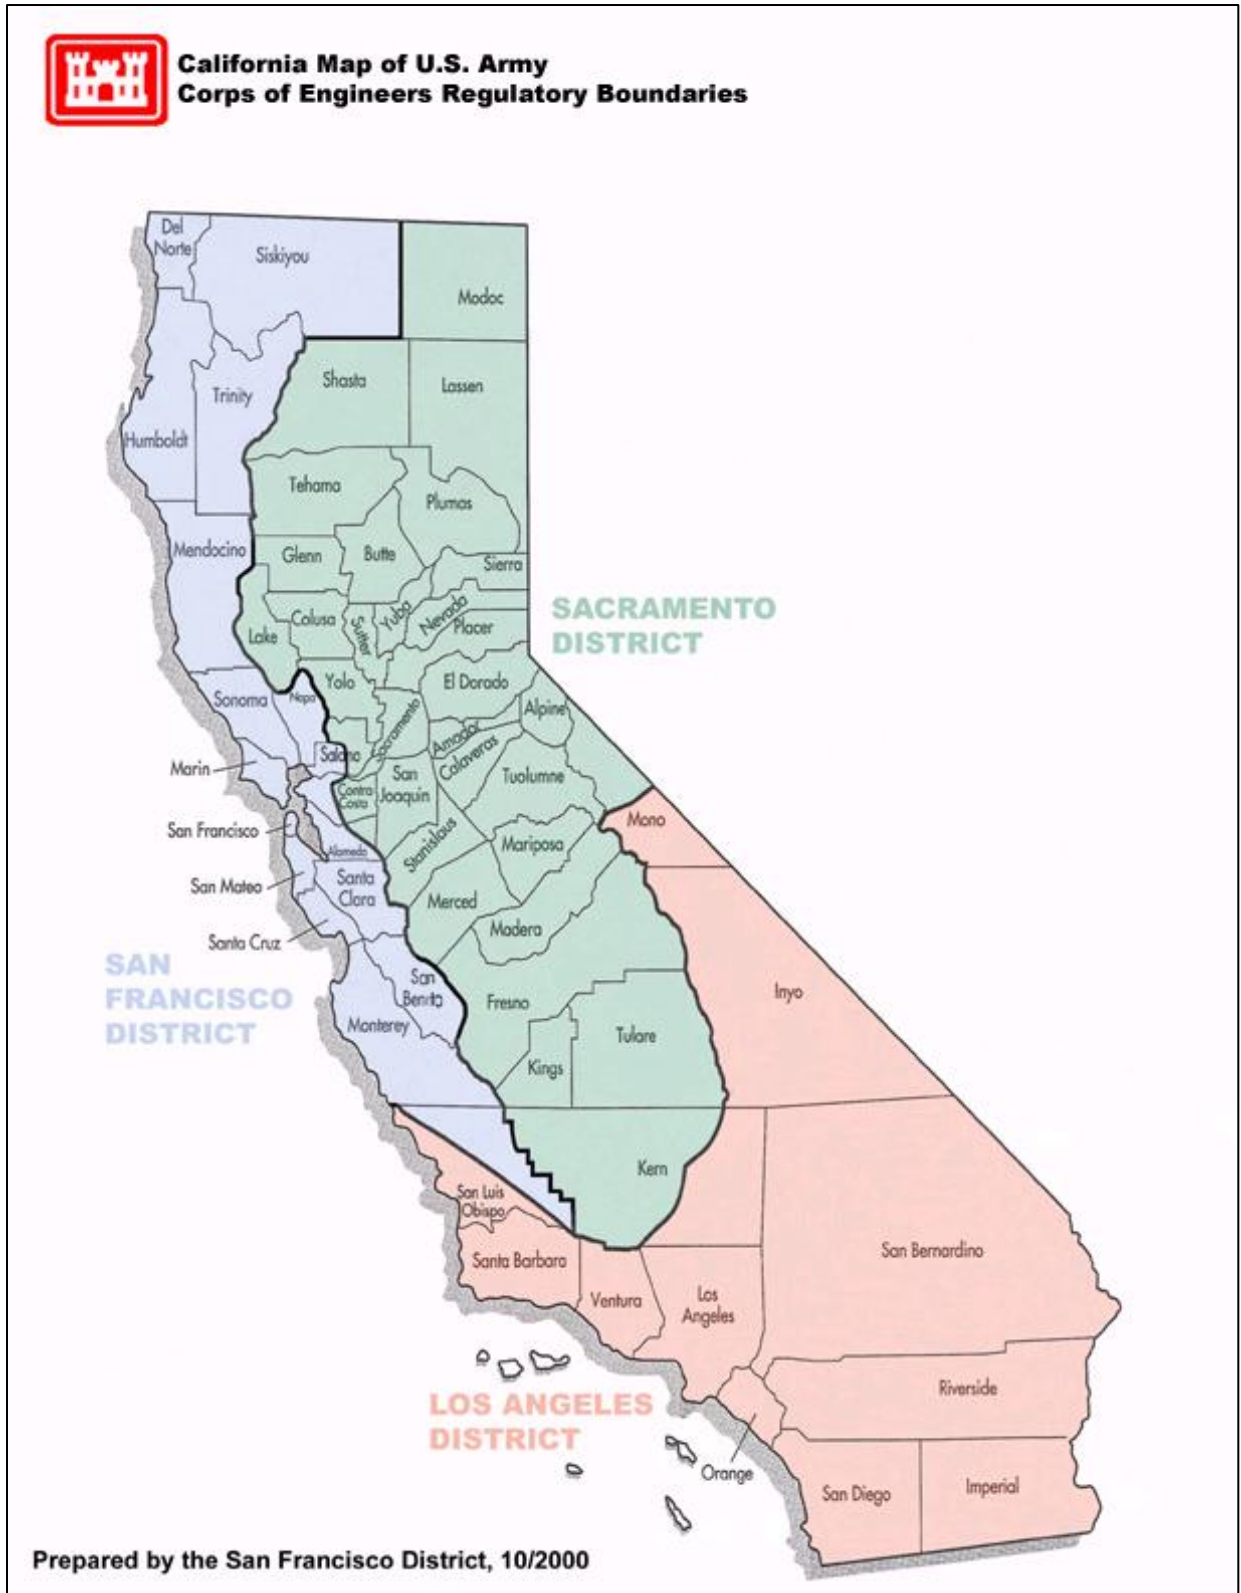 California Map of U.S. Army
Corps of Engineers Regulatory Boundaries
Del
Norte
Siskiyou
Modoc
Shasta
Lassen
Trinity
Humboldt
Tehama
Plumas
Mendocino
Glenn
Butte
Sierra
Colusa
Sutter
Yuba
Nevada
Placer
Lake
SACRAMENTO
DISTRICT
Yolo
El Dorado
Sonoma
Napa
Alpine
Sacramento
Amador
Calaveras
Solano
Marin
San
Joaquin
Tuolumne
Contra
Costa
Mono
San Francisco
Stanislaus
Mariposa
Alameda
San Mateo
Santa
Clara
Merced
Madera
Santa Cruz
SAN
FRANCISCO
DISTRICT
San
Benito
Fresno
Inyo
Monterey
Tulare
Kings
Kern
San Luis
Obispo
Santa Barbara
San Bernardino
Ventura
Los
Angeles
LOS ANGELES
DISTRICT
Riverside
Orange
San Diego
Imperial
Prepared by the San Francisco District, 10/2000